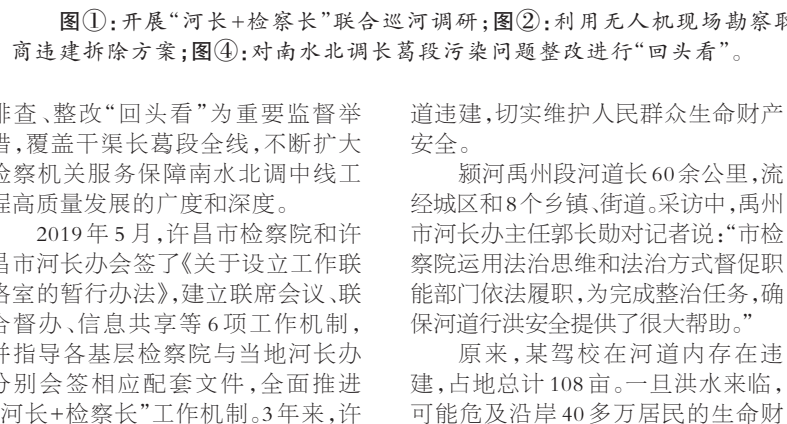 图①:开展“河长+检察长”联合巡河调研;图②:利用无人机现场勘察
商违建拆除方案;图④:对南水北调长葛段污染问题整改进行“回头看”。
排查、整改“回头看”为重要监督举
措,覆盖干渠长葛段全线,不断扩大
检察机关服务保障南水北调中线工
程高质量发展的广度和深度。
2019年5月,许昌市检察院和许
昌市河长办会签了《关于设立工作联
络室的暂行办法》,建立联席会议、联
合督办、信息共享等6项工作机制,
并指导各基层检察院与当地河长办
分别会签相应配套文件,全面推进
“河长+检察长”工作机制。3年来,许
道违建,切实维护人民群众生命财产
安全。
颍河禹州段河道长60余公里,流
经城区和8个乡镇、街道。采访中,禹州
市河长办主任郭长勋对记者说:“市检
察院运用法治思维和法治方式督促职
能部门依法履职,为完成整治任务,确
保河道行洪安全提供了很大帮助。”
原来,某驾校在河道内存在违
建,占地总计108亩。一旦洪水来临,
可能危及沿岸40多万居民的生命财